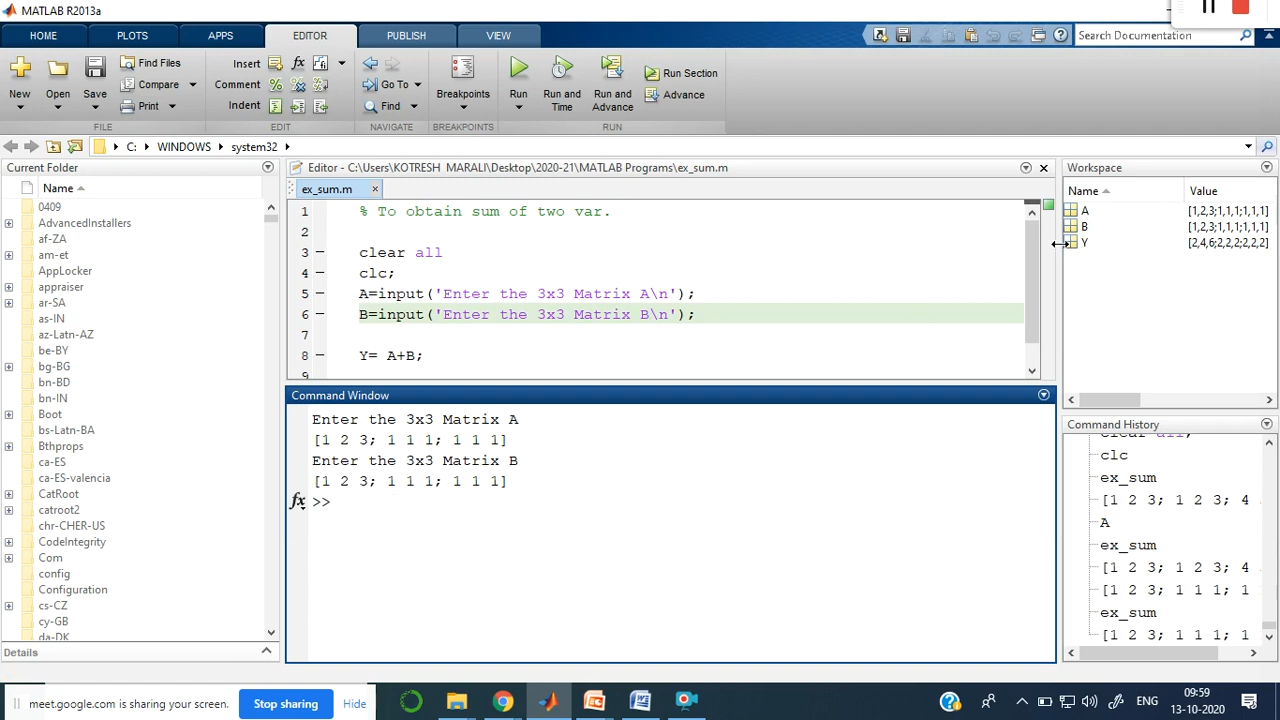 MATLAB R2013a
HOME PLOTS APPS EDITOR PUBLISH VIEW
Search Documentation
New Open Save Find Files Compare Print
FILE
Insert fx
Comment
Indent
EDIT
Go To
Find
NAVIGATE
Breakpoints
BREAKPOINTS
Run Run and Time Run and Advance Run Section Advance
RUN
C: WINDOWS system32
Current Folder
Name
0409
AdvancedInstallers
af-ZA
am-et
AppLocker
appraiser
ar-SA
as-IN
az-Latn-AZ
be-BY
bg-BG
bn-BD
bn-IN
Boot
bs-Latn-BA
Bthprops
ca-ES
ca-ES-valencia
CatRoot
catroot2
chr-CHER-US
CodeIntegrity
Com
config
Configuration
cs-CZ
cy-GB
da-DK
Details
Editor - C:\Users\KOTRESH MARALI\Desktop\2020-21\MATLAB Programs\ex_sum.m
ex_sum.m
1 % To obtain sum of two var.
2
3 clear all
4 clc;
5 A=input('Enter the 3x3 Matrix A\n');
6 B=input('Enter the 3x3 Matrix B\n');
7
8 Y= A+B;
9
Command Window
Enter the 3x3 Matrix A
[1 2 3; 1 1 1; 1 1 1]
Enter the 3x3 Matrix B
[1 2 3; 1 1 1; 1 1 1]
fx >>
Workspace
Name Value
A [1,2,3;1,1,1;1,1,1]
B [1,2,3;1,1,1;1,1,1]
Y [2,4,6;2,2,2;2,2,2]
Command History
clear all;
clc
ex_sum
[1 2 3; 1 2 3; 4
A
ex_sum
[1 2 3; 1 2 3; 4
[1 2 3; 1 1 1; 1
ex_sum
[1 2 3; 1 1 1; 1
meet.google.com is sharing your screen. Stop sharing Hide
ENG
09:59
13-10-2020